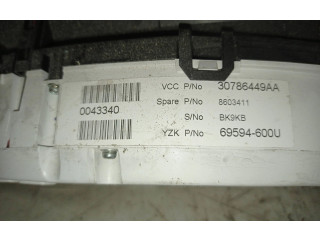 VCC P/No 30786449AA
Spare P/No 8603411
0043340
S/No BK9KB
YZK P/No 69594-600U